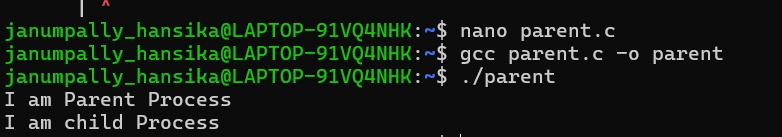 | ^
janumpally_hansika@LAPTOP-91VQ4NHK:~$ nano parent.c
janumpally_hansika@LAPTOP-91VQ4NHK:~$ gcc parent.c -o parent
janumpally_hansika@LAPTOP-91VQ4NHK:~$ ./parent
I am Parent Process
I am child Process